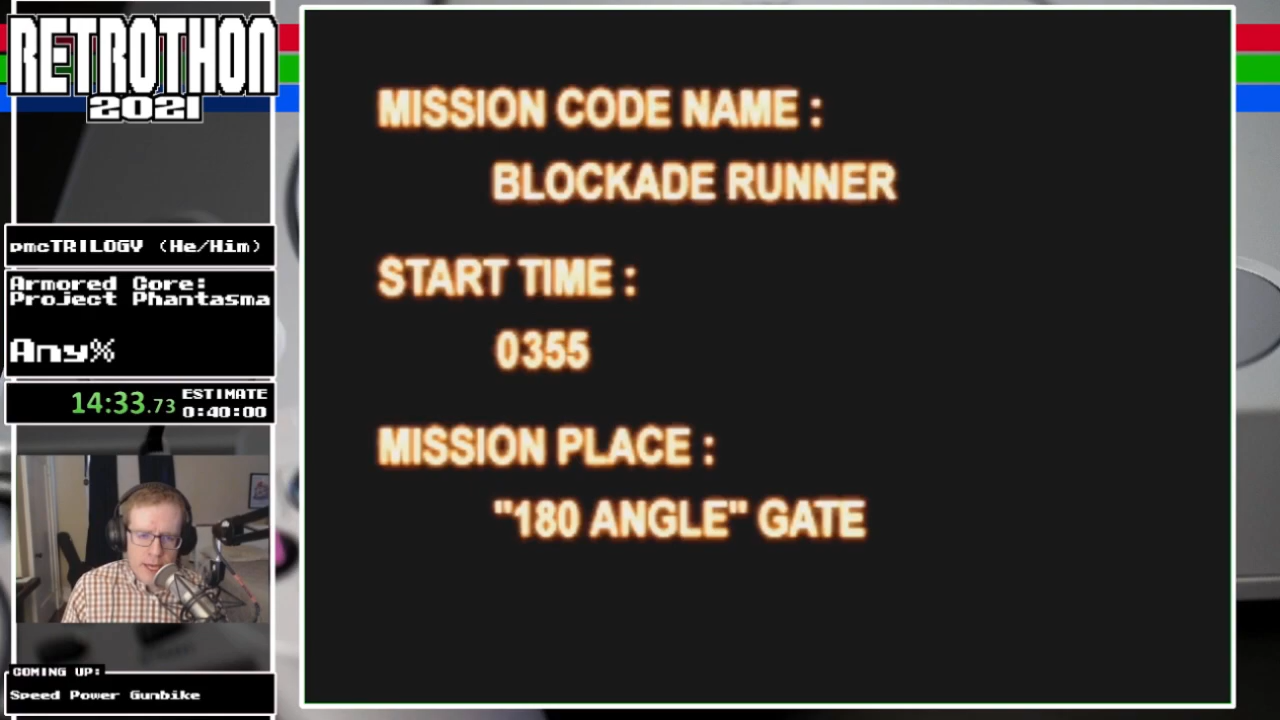 RETROTHON
2021
pmcTRILOGY (He/Him)
Armored Core:
Project Phantasma
Any%
14:33.73
ESTIMATE
0:40:00
COMING UP:
Speed Power Gunbike
MISSION CODE NAME :
BLOCKADE RUNNER
START TIME :
0355
MISSION PLACE :
"180 ANGLE" GATE